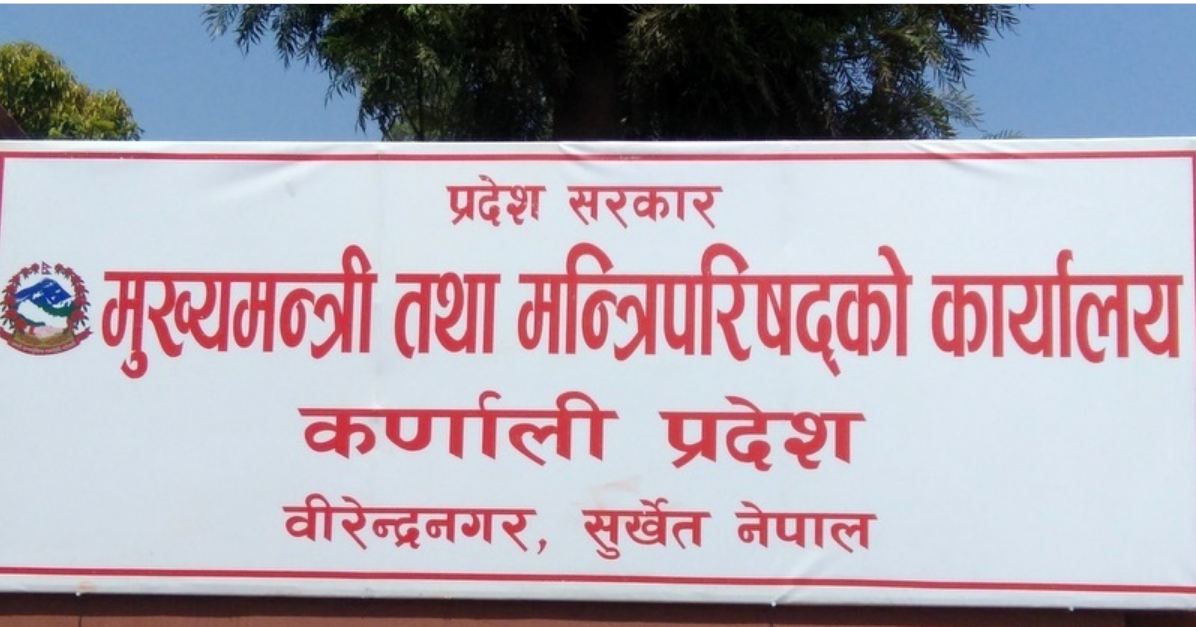 प्रदेश सरकार
मुख्यमन्त्री तथा मन्त्रिपरिषद्को कार्यालय
कर्णाली प्रदेश
वीरेन्द्रनगर, सुर्खेत नेपाल